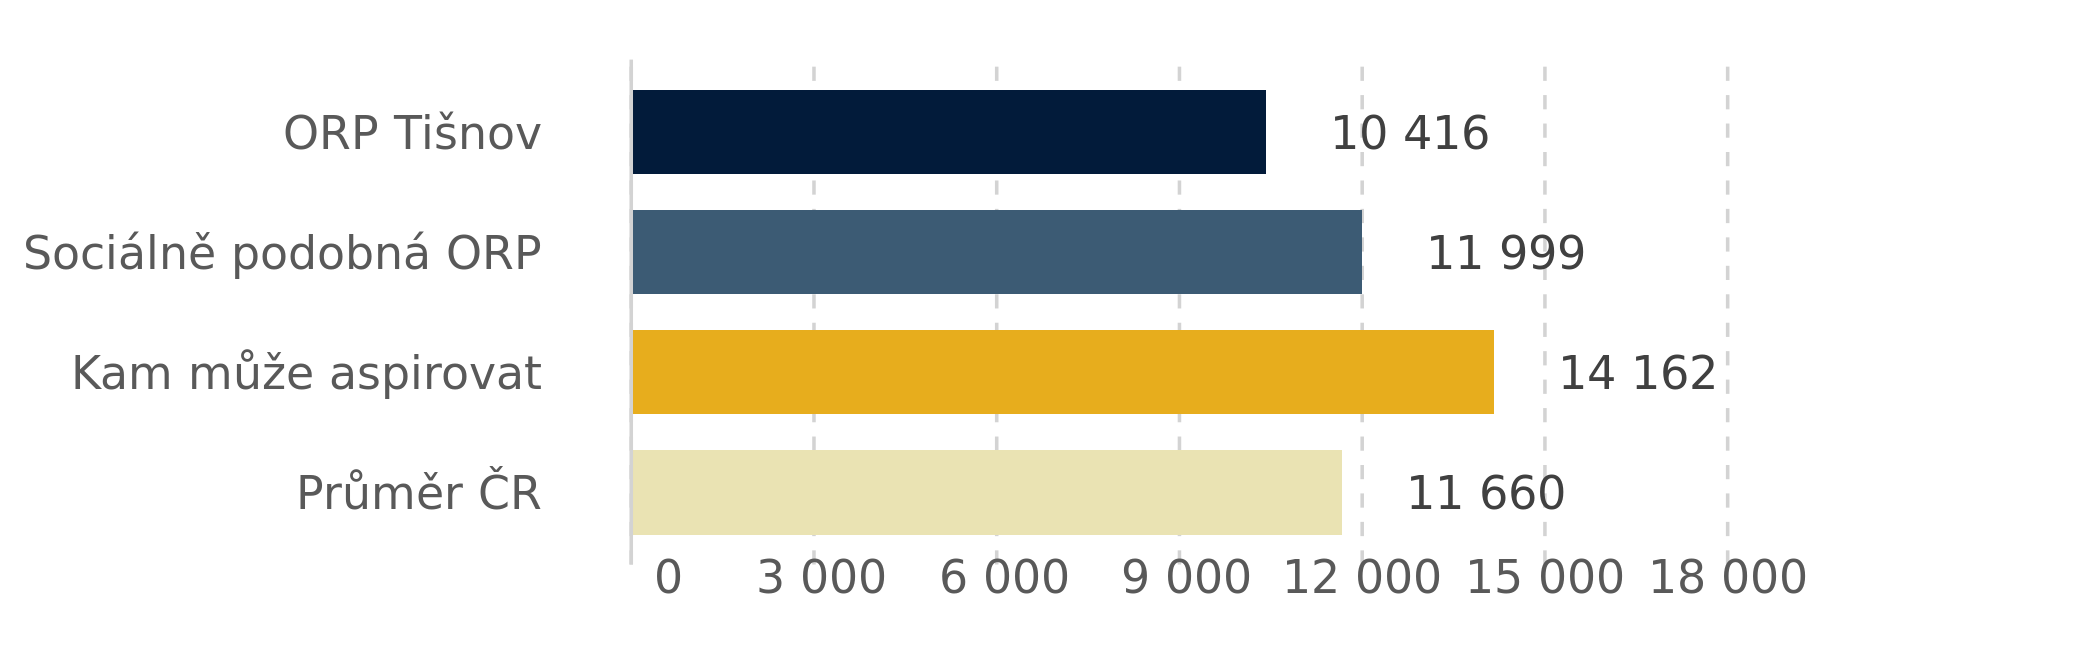 ORP Tišnov 10 416
Sociálně podobná ORP 11 999
Kam může aspirovat 14 162
Průměr ČR 11 660
0 3 000 6 000 9 000 12 000 15 000 18 000